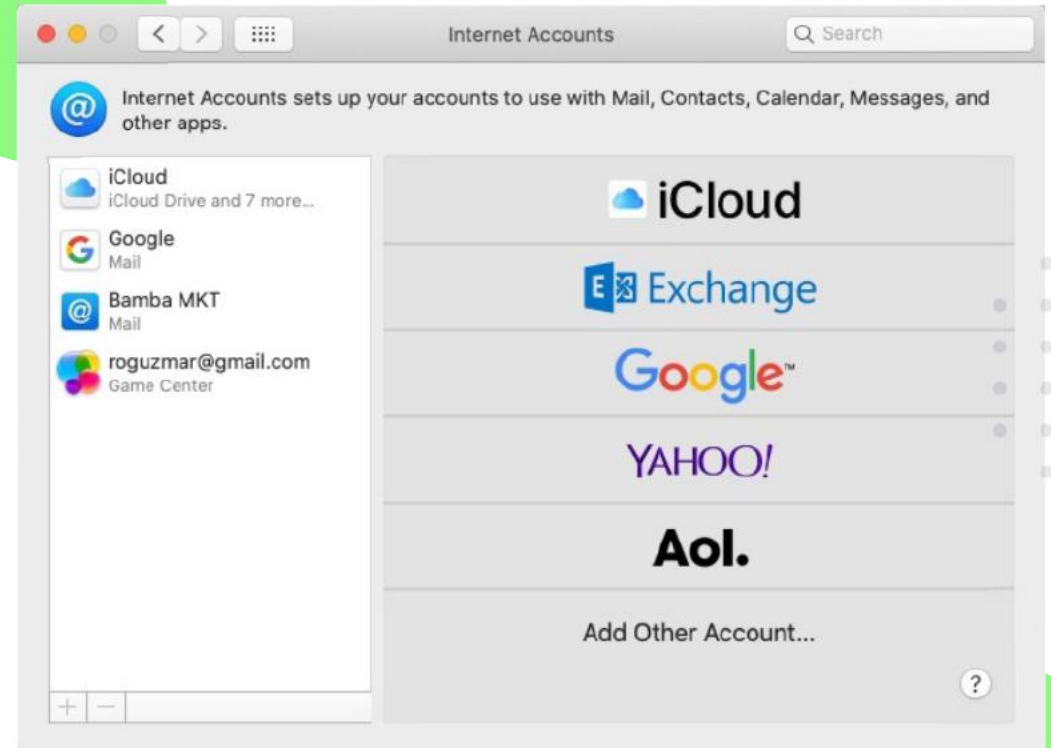 Internet Accounts
Search
Internet Accounts sets up your accounts to use with Mail, Contacts, Calendar, Messages, and
other apps.
iCloud
iCloud Drive and 7 more...
Google
Mail
Bamba MKT
Mail
roguzmar@gmail.com
Game Center
iCloud
E Exchange
Google™
YAHOO!
Aol.
Add Other Account...
?